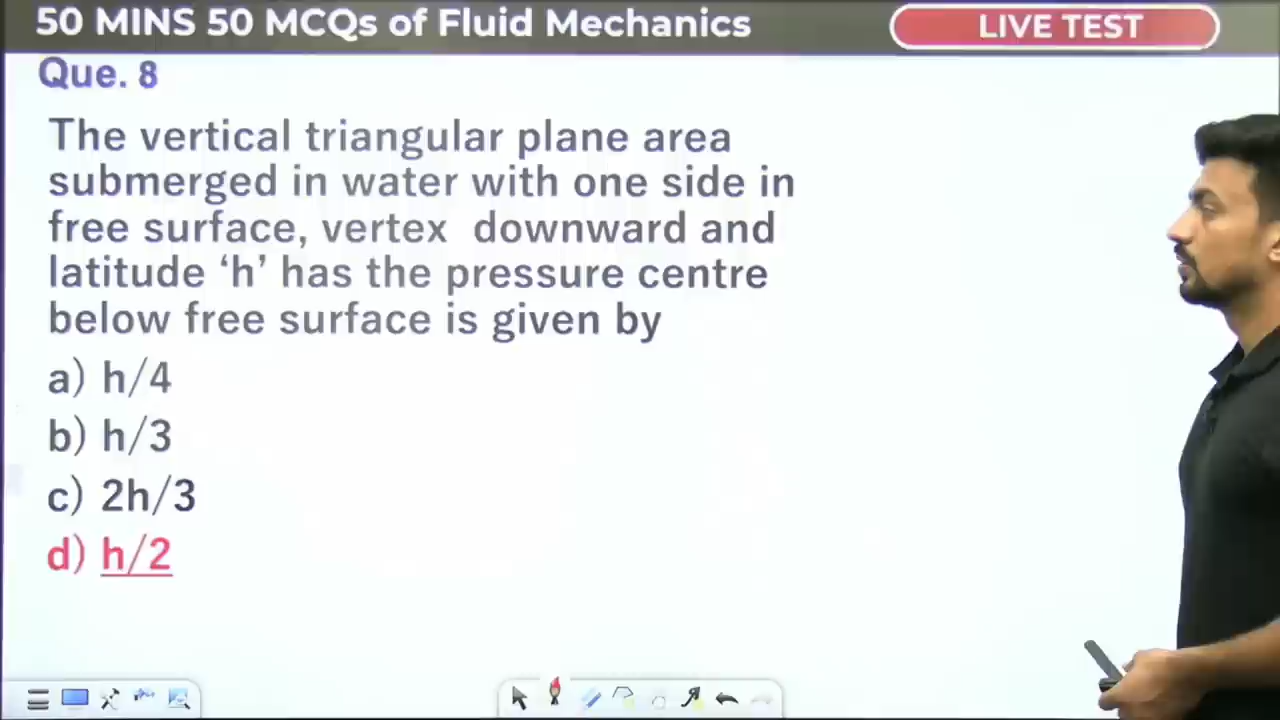 50 MINS 50 MCQs of Fluid Mechanics
LIVE TEST
Que. 8
The vertical triangular plane area
submerged in water with one side in
free surface, vertex downward and
latitude ‘h’ has the pressure centre
below free surface is given by
a) h/4
b) h/3
c) 2h/3
d) h/2